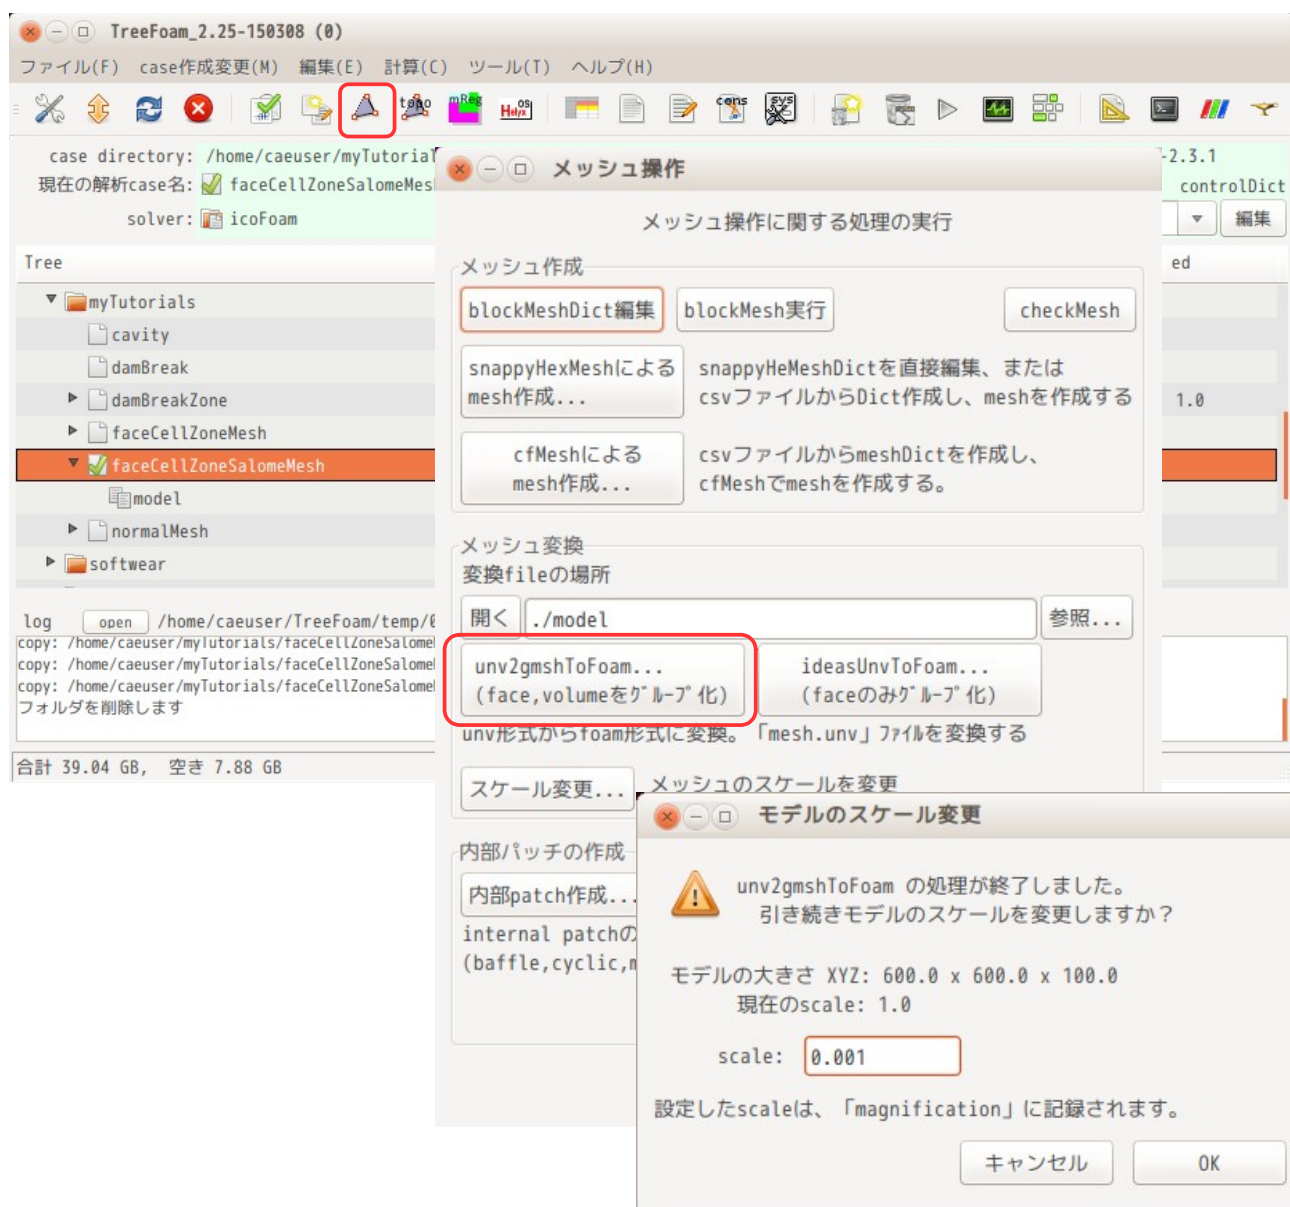 TreeFoam_2.25-150308 (0)
ファイル(F) case作成変更(M) 編集(E) 計算(C) ツール(T) ヘルプ(H)
topo mReg Helyx OS cons sys
case directory: /home/caeuser/myTutorial
-2.3.1
現在の解析case名: faceCellZoneSalomeMes
controlDict
solver: icoFoam
編集
Tree
ed
myTutorials
cavity
damBreak
damBreakZone
1.0
faceCellZoneMesh
faceCellZoneSalomeMesh
model
normalMesh
softwear
log open /home/caeuser/TreeFoam/temp/
copy: /home/caeuser/myTutorials/faceCellZoneSalome
copy: /home/caeuser/myTutorials/faceCellZoneSalome
copy: /home/caeuser/myTutorials/faceCellZoneSalome
フォルダを削除します
合計 39.04 GB, 空き 7.88 GB
メッシュ操作
メッシュ操作に関する処理の実行
メッシュ作成
blockMeshDict編集 blockMesh実行 checkMesh
snappyHexMeshによる
mesh作成...
snappyHeMeshDictを直接編集、または
csvファイルからDict作成し、meshを作成する
cfMeshによる
mesh作成...
csvファイルからmeshDictを作成し、
cfMeshでmeshを作成する。
メッシュ変換
変換fileの場所
開く ./model 参照...
unv2gmshToFoam...
(face,volumeをｸﾞﾙｰﾌﾟ化)
ideasUnvToFoam...
(faceのみｸﾞﾙｰﾌﾟ化)
unv形式からfoam形式に変換。「mesh.unv」ﾌｧｲﾙを変換する
スケール変更... メッシュのスケールを変更
内部パッチの作成
内部patch作成...
internal patchの
(baffle,cyclic,m
モデルのスケール変更
unv2gmshToFoam の処理が終了しました。
引き続きモデルのスケールを変更しますか？
モデルの大きさ XYZ: 600.0 x 600.0 x 100.0
現在のscale: 1.0
scale: 0.001
設定したscaleは、「magnification」に記録されます。
キャンセル OK